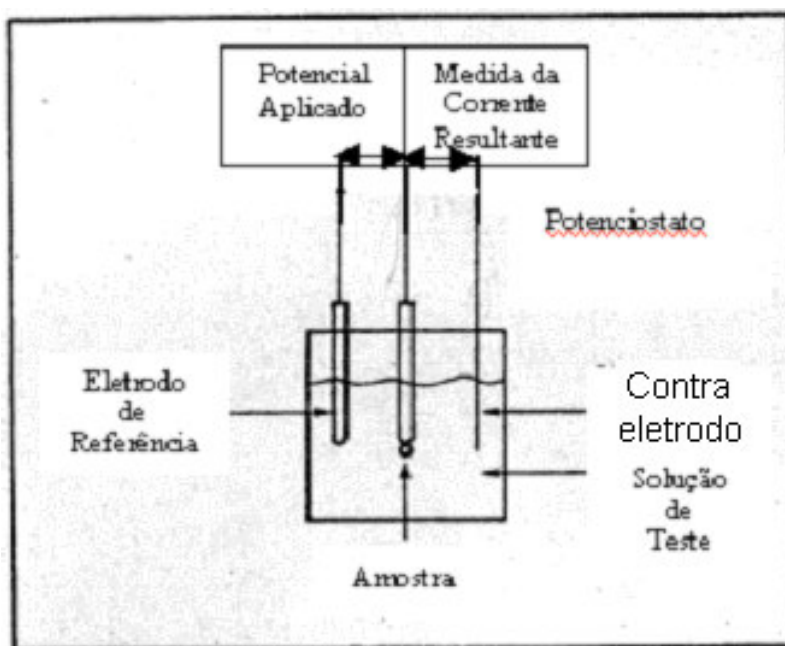 Potencial
Aplicado
Medida da
Corrente
Resultante
Potenciostato
Eletrodo
de
Referência
Contra
eletrodo
Solução
de
Teste
Amostra